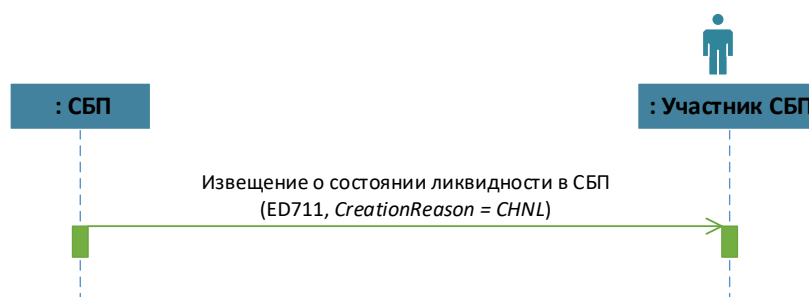 : СБП
: Участник СБП
Извещение о состоянии ликвидности в СБП
(ED711, CreationReason = CHNL)